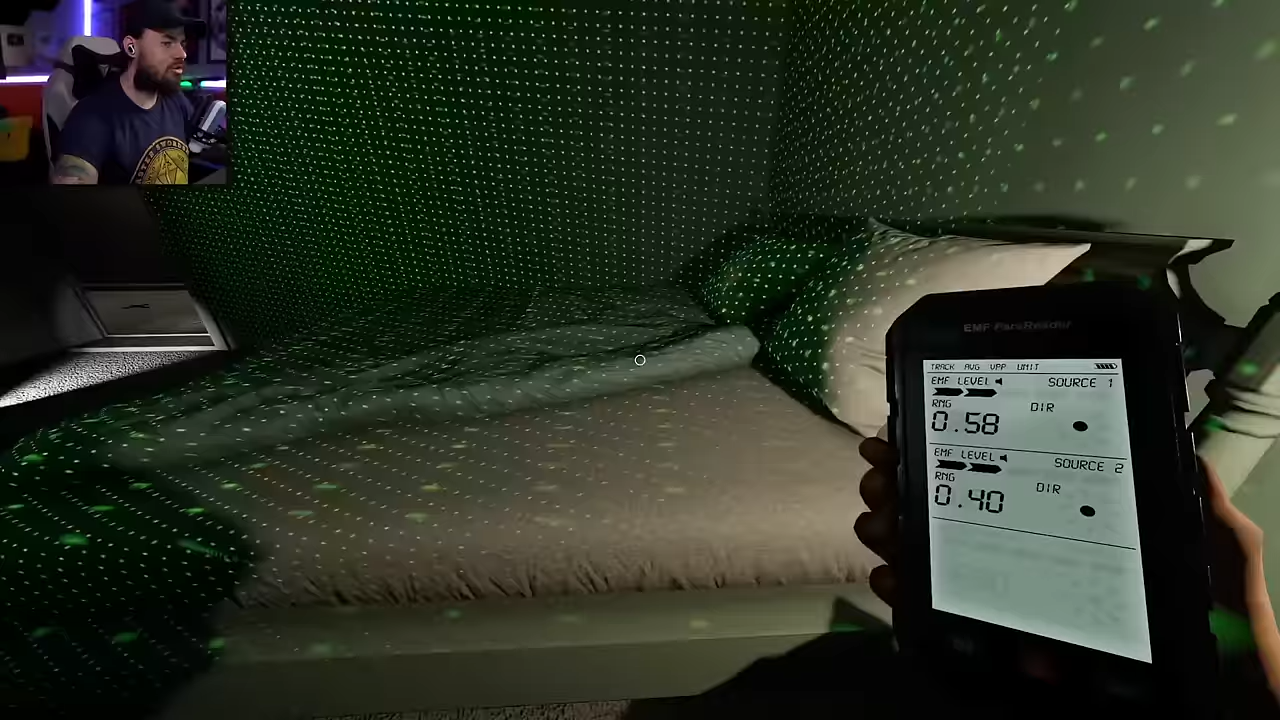 EMF ParaReader
TRACK AVG VPP UNIT
EMF LEVEL SOURCE 1
RNG DIR
0.58
EMF LEVEL SOURCE 2
RNG DIR
0.40